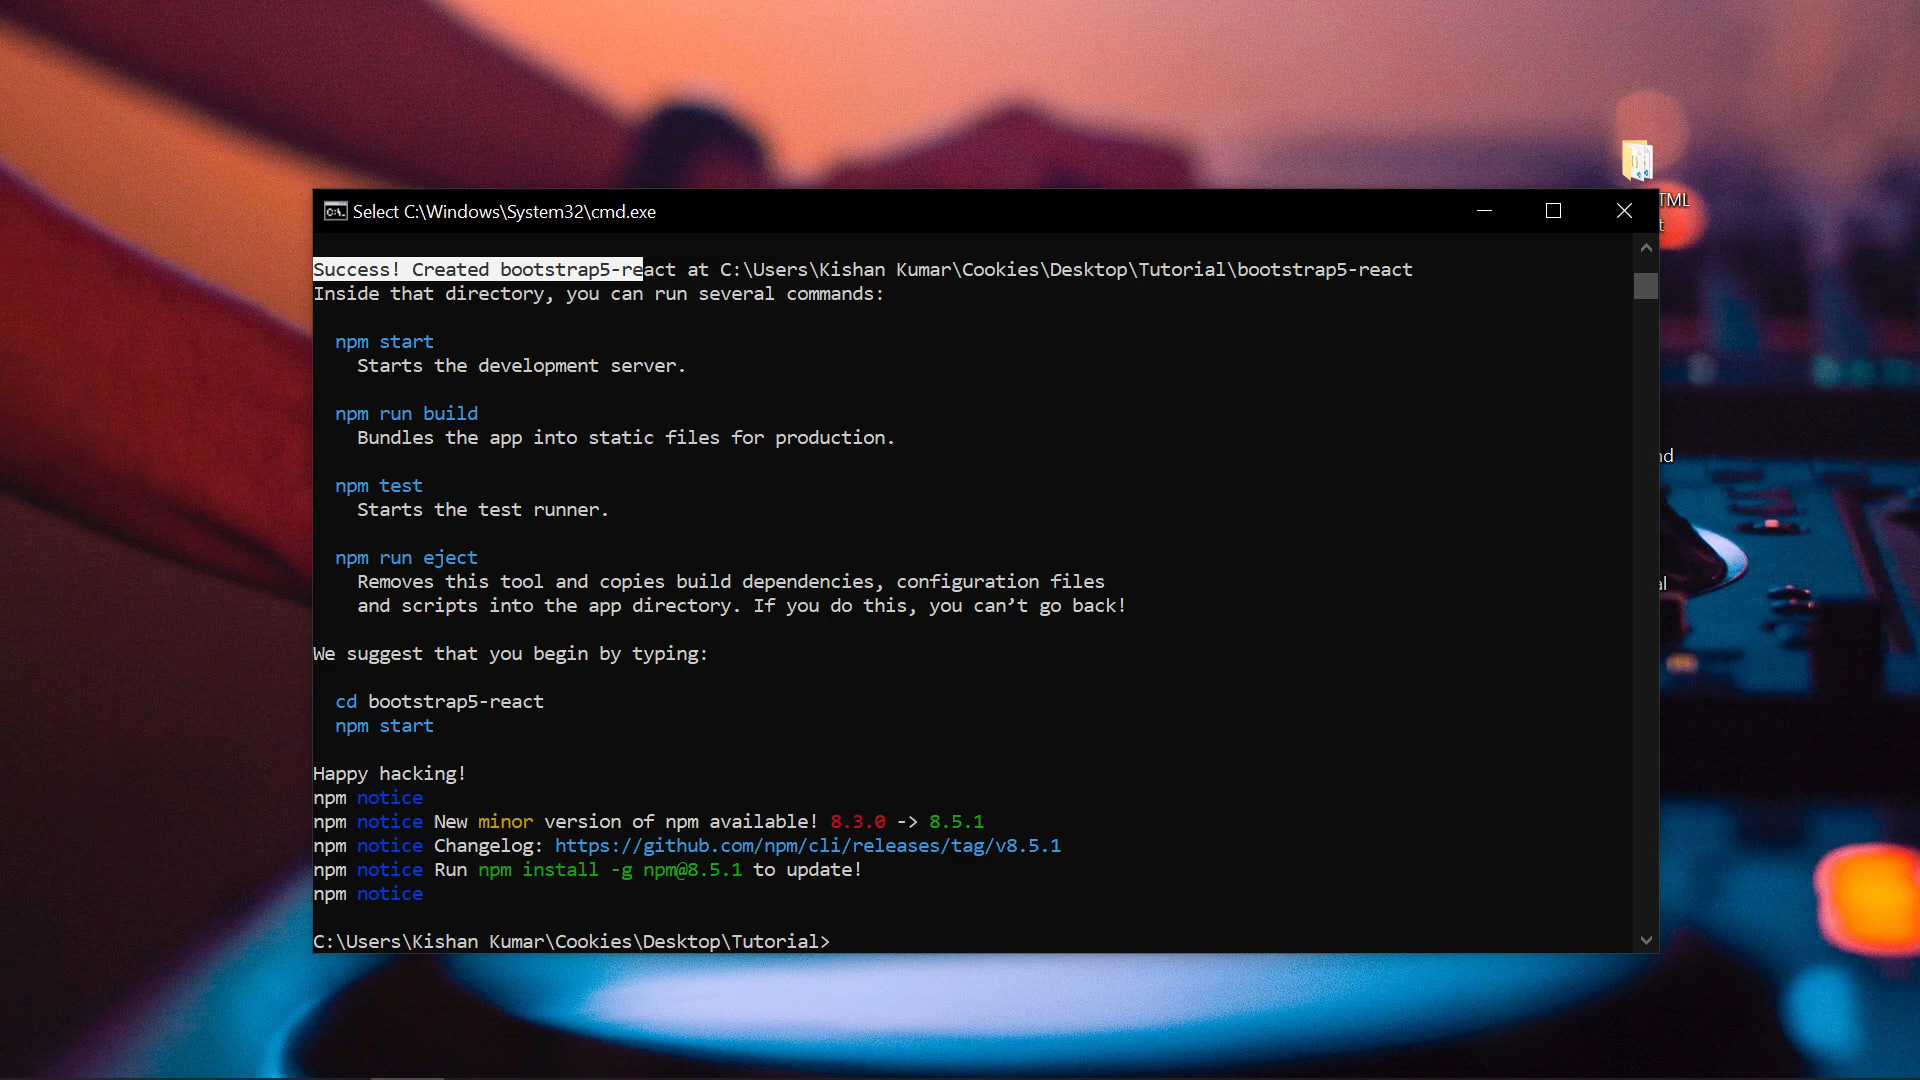 Select C:\Windows\System32\cmd.exe
TML
t
Success! Created bootstrap5-react at C:\Users\Kishan Kumar\Cookies\Desktop\Tutorial\bootstrap5-react
Inside that directory, you can run several commands:
npm start
Starts the development server.
npm run build
Bundles the app into static files for production.
nd
npm test
Starts the test runner.
npm run eject
Removes this tool and copies build dependencies, configuration files
al
and scripts into the app directory. If you do this, you can’t go back!
We suggest that you begin by typing:
cd bootstrap5-react
npm start
Happy hacking!
npm notice
npm notice New minor version of npm available! 8.3.0 -> 8.5.1
npm notice Changelog: https://github.com/npm/cli/releases/tag/v8.5.1
npm notice Run npm install -g npm@8.5.1 to update!
npm notice
C:\Users\Kishan Kumar\Cookies\Desktop\Tutorial>